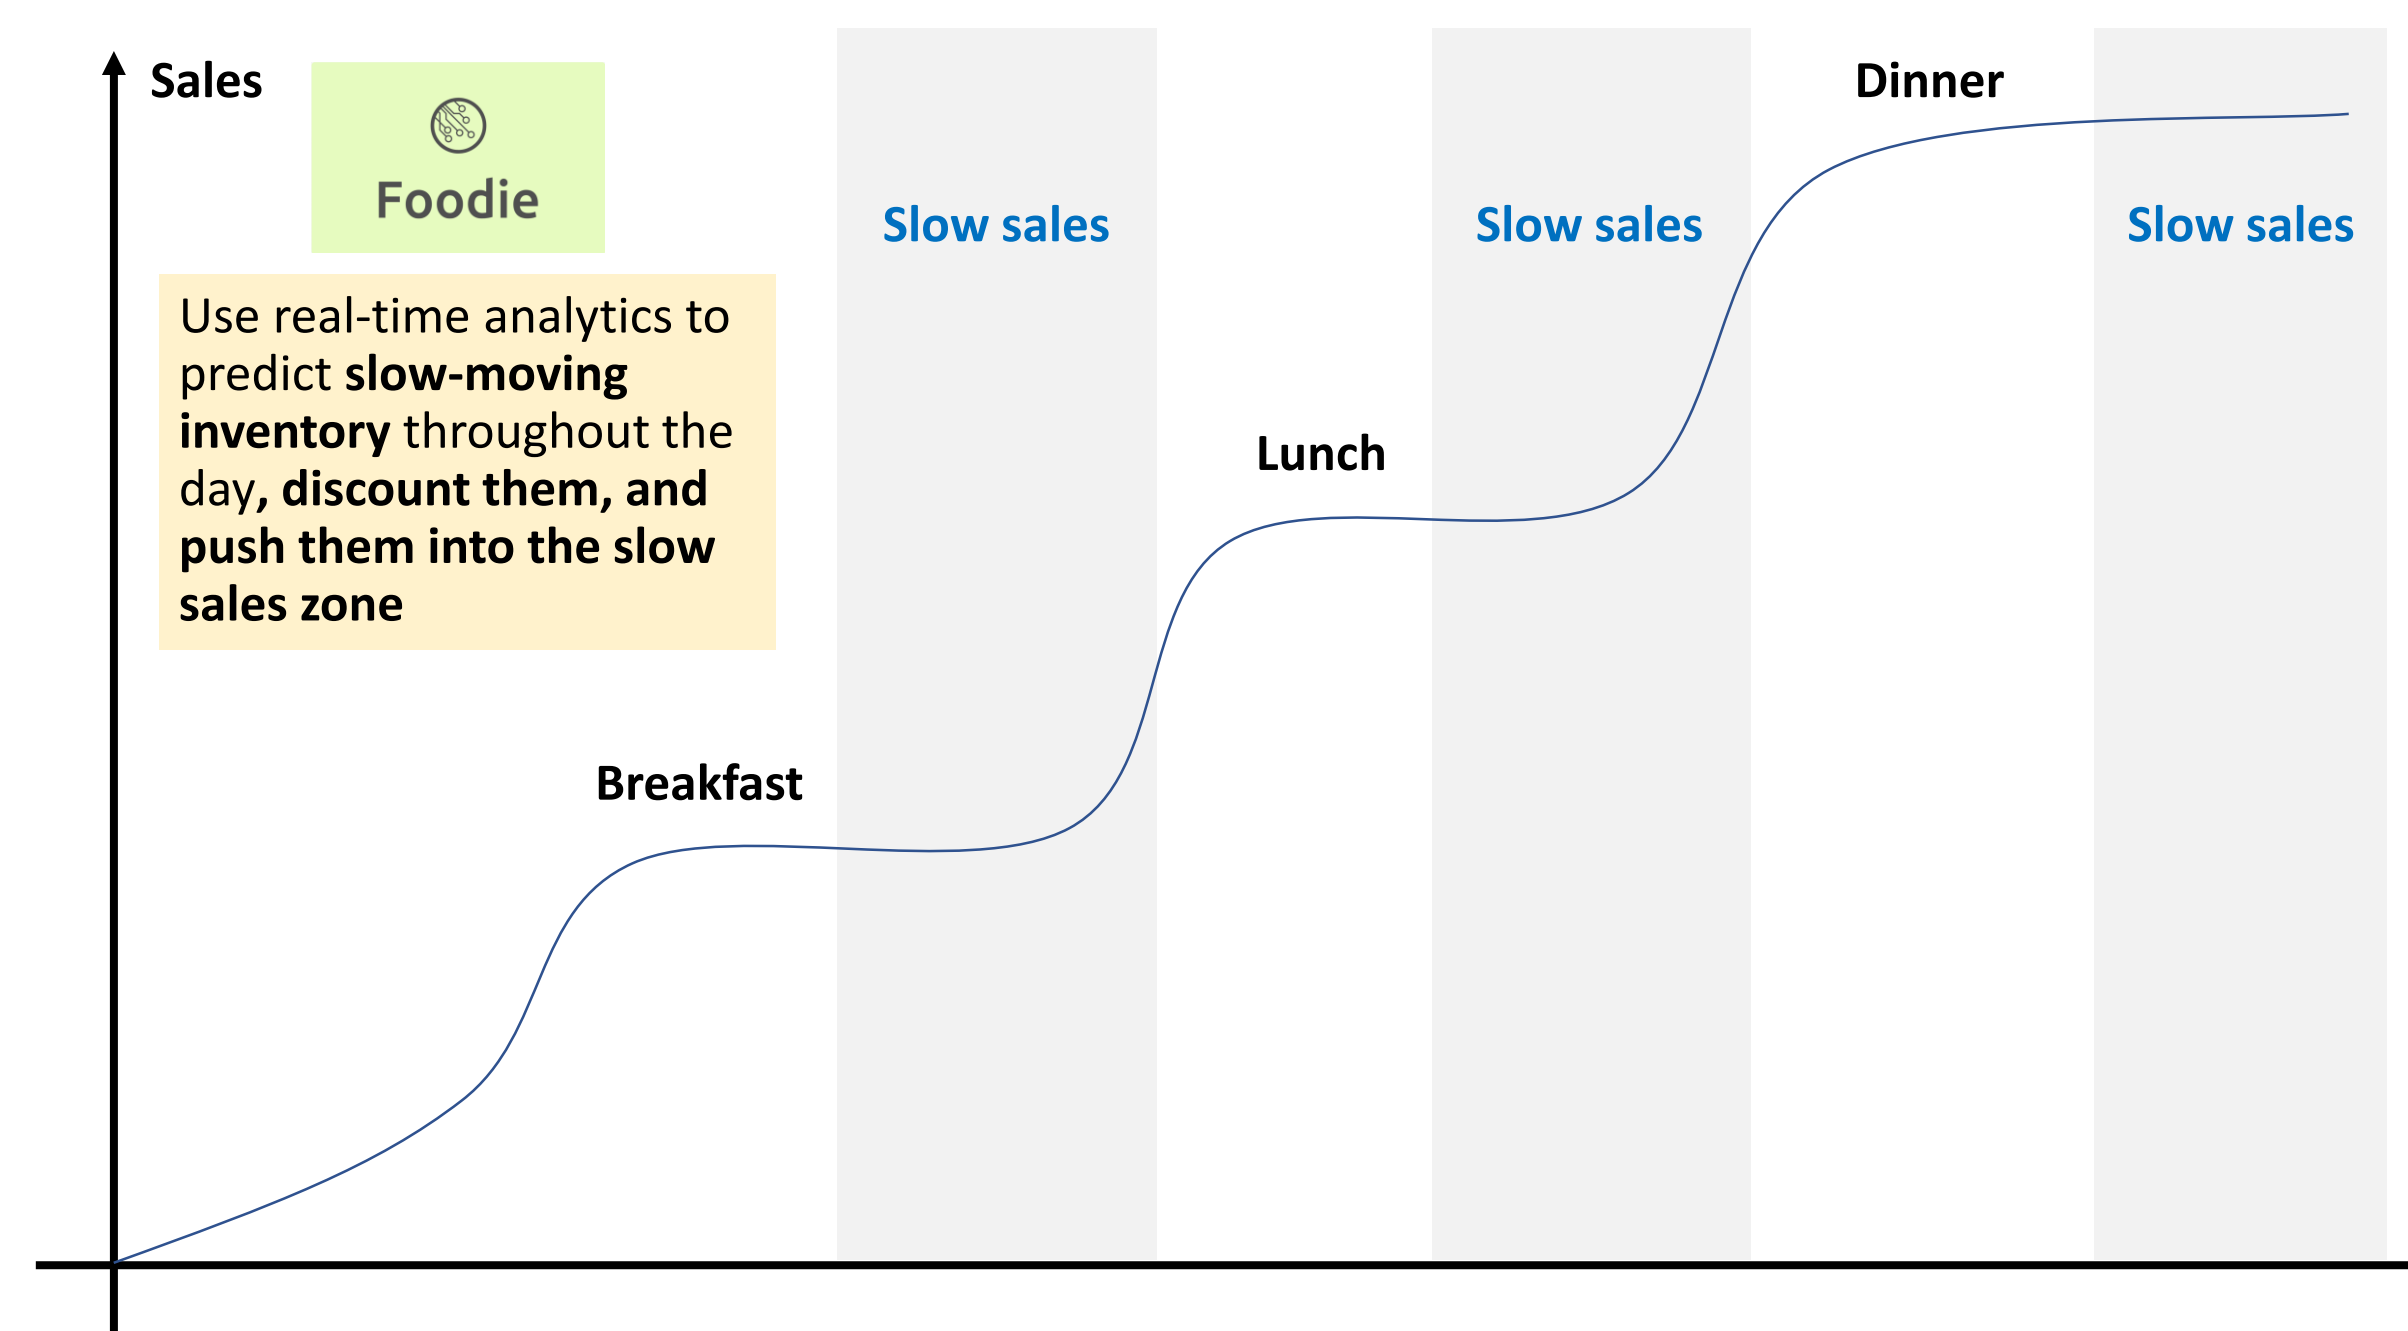 Sales
Foodie
Use real-time analytics to
predict slow-moving
inventory throughout the
day, discount them, and
push them into the slow
sales zone
Breakfast
Slow sales
Lunch
Slow sales
Dinner
Slow sales